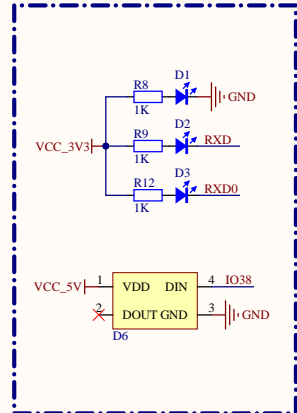 D1
R8
GND
1K
D2
R9
RXD
VCC_3V3
1K
D3
R12
RXD0
1K
VCC_5V
1
VDD
DIN
4
IO38
2
DOUT
GND
3
GND
D6